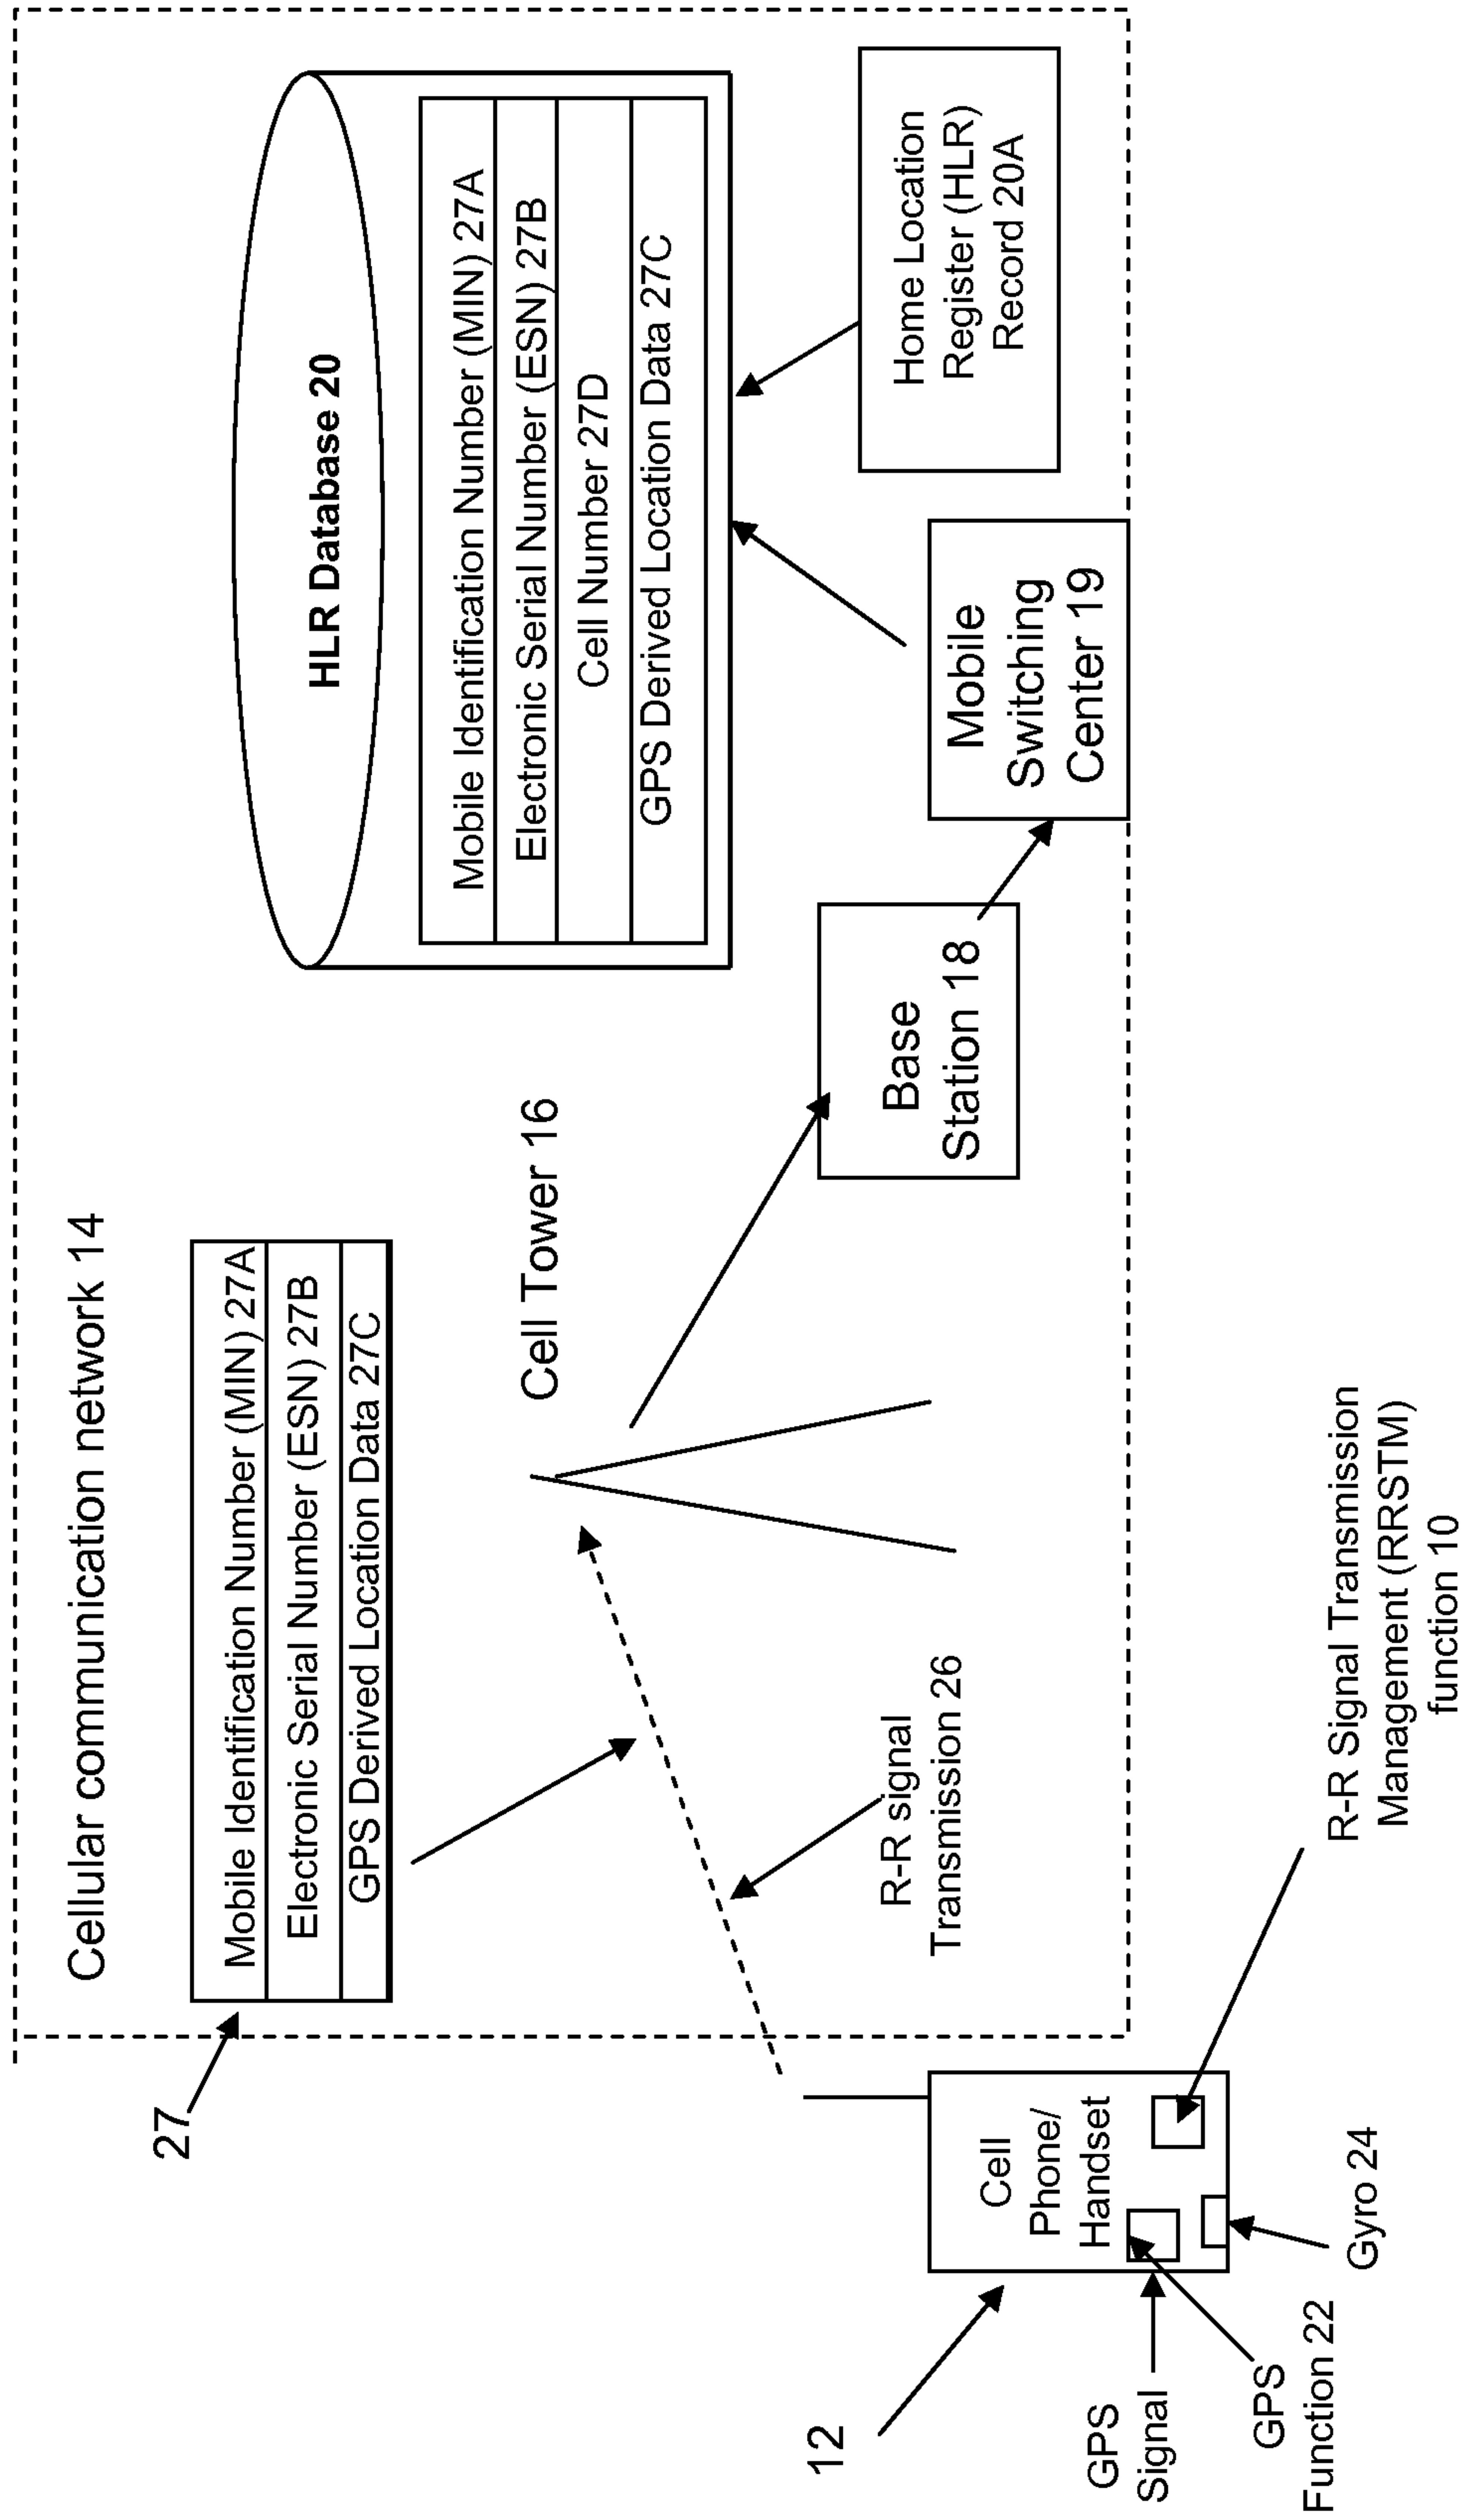 Cellular communication network 14
27
Mobile Identification Number (MIN) 27A
Electronic Serial Number (ESN) 27B
GPS Derived Location Data 27C
HLR Database 20
Mobile Identification Number (MIN) 27A
Electronic Serial Number (ESN) 27B
Cell Number 27D
GPS Derived Location Data 27C
Cell Tower 16
R-R signal
Transmission 26
Base
Station 18
Mobile
Switching
Center 19
Home Location
Register (HLR)
Record 20A
12
Cell
Phone/
Handset
GPS
Signal
GPS
Function 22
Gyro 24
R-R Signal Transmission
Management (RRSTM)
function 10